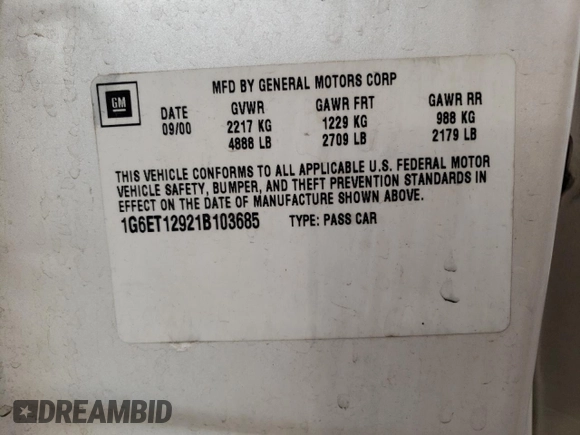 MFD BY GENERAL MOTORS CORP
GM
DATE GVWR GAWR FRT GAWR RR
09/00 2217 KG 1229 KG 988 KG
4888 LB 2709 LB 2179 LB
THIS VEHICLE CONFORMS TO ALL APPLICABLE U.S. FEDERAL MOTOR
VEHICLE SAFETY, BUMPER, AND THEFT PREVENTION STANDARDS IN
EFFECT ON THE DATE OF MANUFACTURE SHOWN ABOVE.
1G6ET12921B103685 TYPE: PASS CAR
DREAMBID